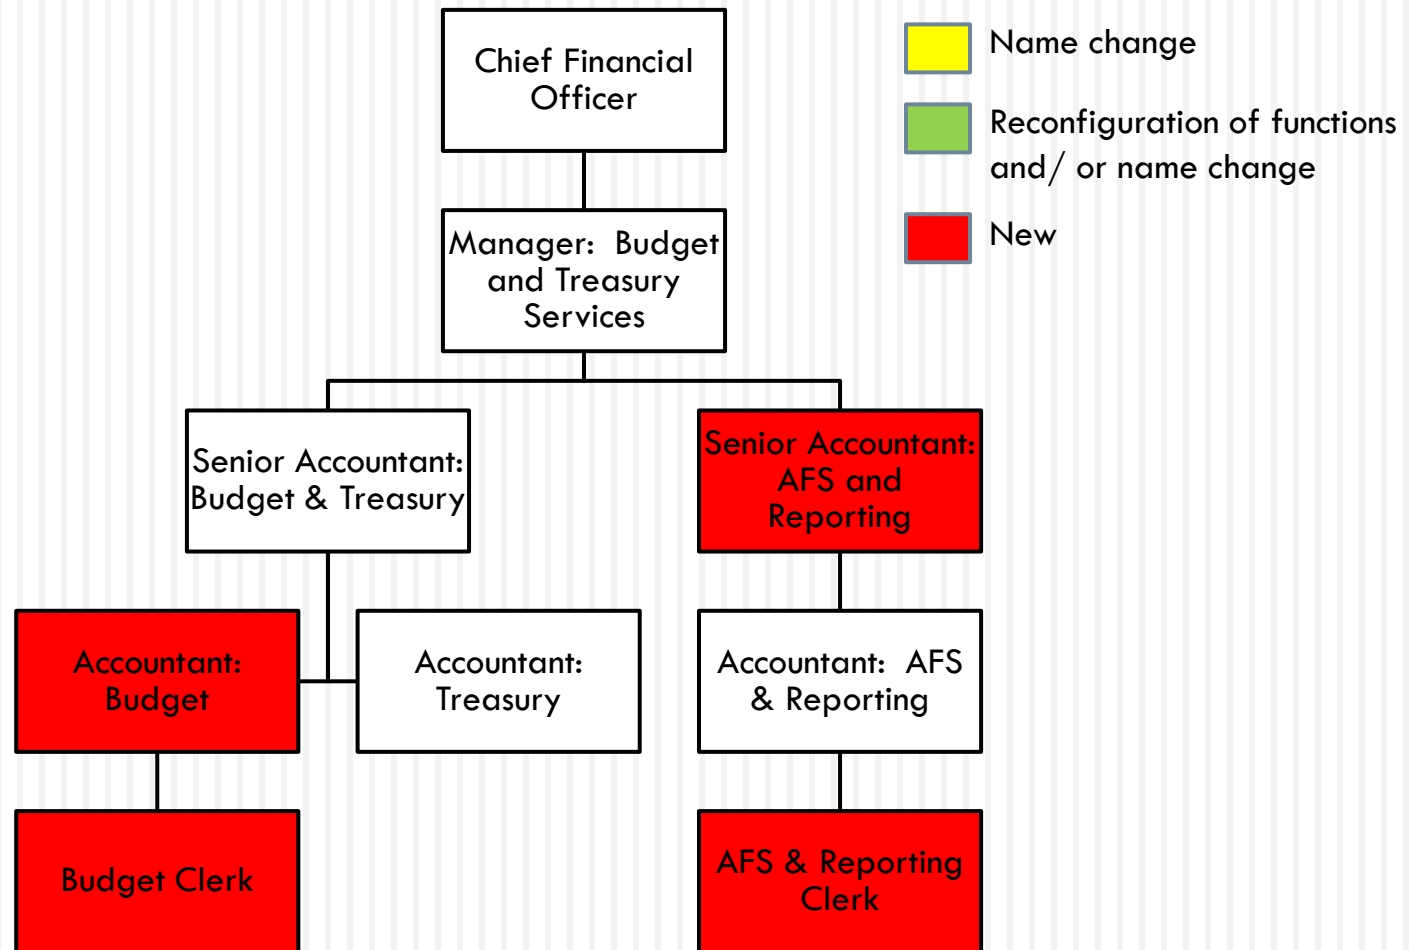 Chief Financial
Officer
Name change
Reconfiguration of functions
and/ or name change
New
Manager:  Budget
and Treasury
Services
Senior Accountant:
Budget & Treasury
Senior Accountant:
AFS and
Reporting
Accountant:
Budget
Accountant:
Treasury
Accountant:  AFS
& Reporting
Budget Clerk
AFS & Reporting
Clerk